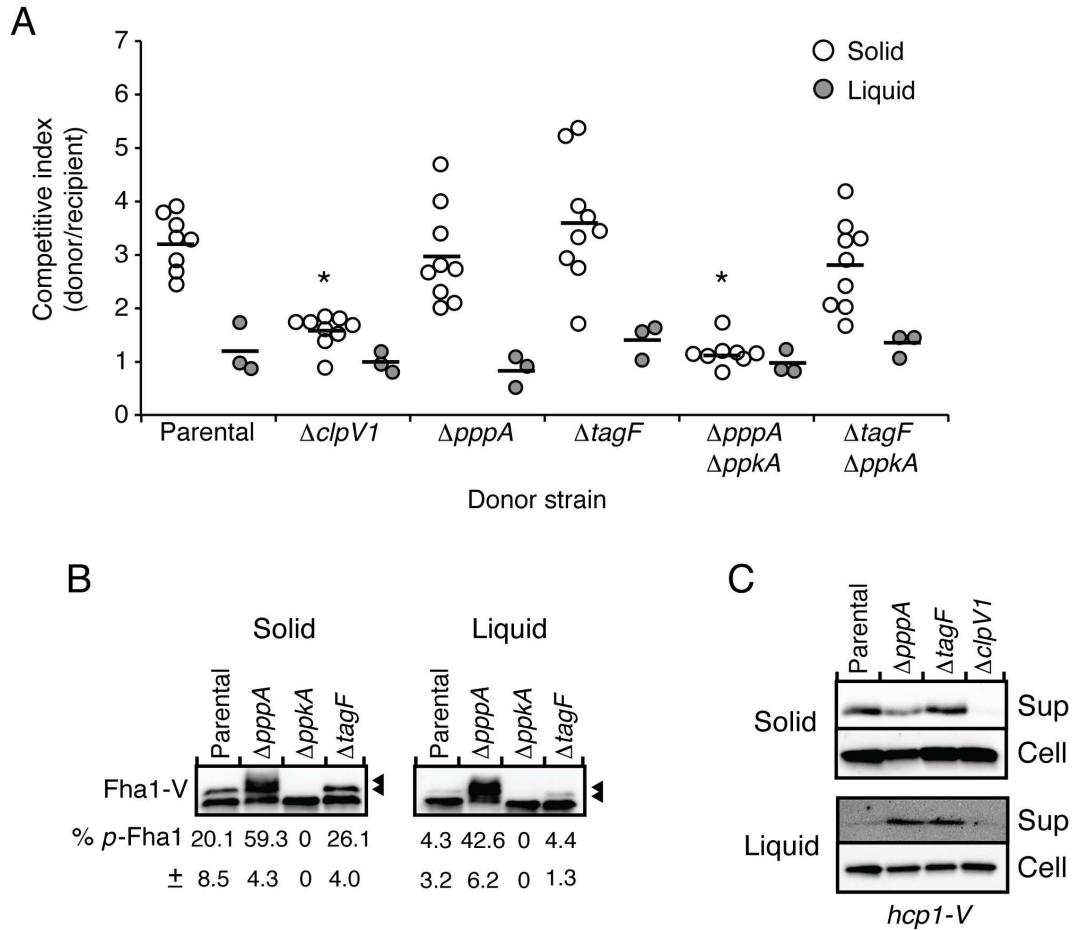 A
7
6
5
4
3
2
1
0
Competitive index
(donor/recipient)
Solid
Liquid
*
*
Parental
ΔclpV1
ΔpppA
ΔtagF
ΔpppA
ΔppkA
ΔtagF
ΔppkA
Donor strain
B
Solid
Liquid
Parental
ΔpppA
ΔppkA
ΔtagF
Parental
ΔpppA
ΔppkA
ΔtagF
Fha1-V
% p-Fha1 20.1 59.3 0 26.1 4.3 42.6 0 4.4
± 8.5 4.3 0 4.0 3.2 6.2 0 1.3
C
Parental
ΔpppA
ΔtagF
ΔclpV1
Solid
Sup
Cell
Liquid
Sup
Cell
hcp1-V